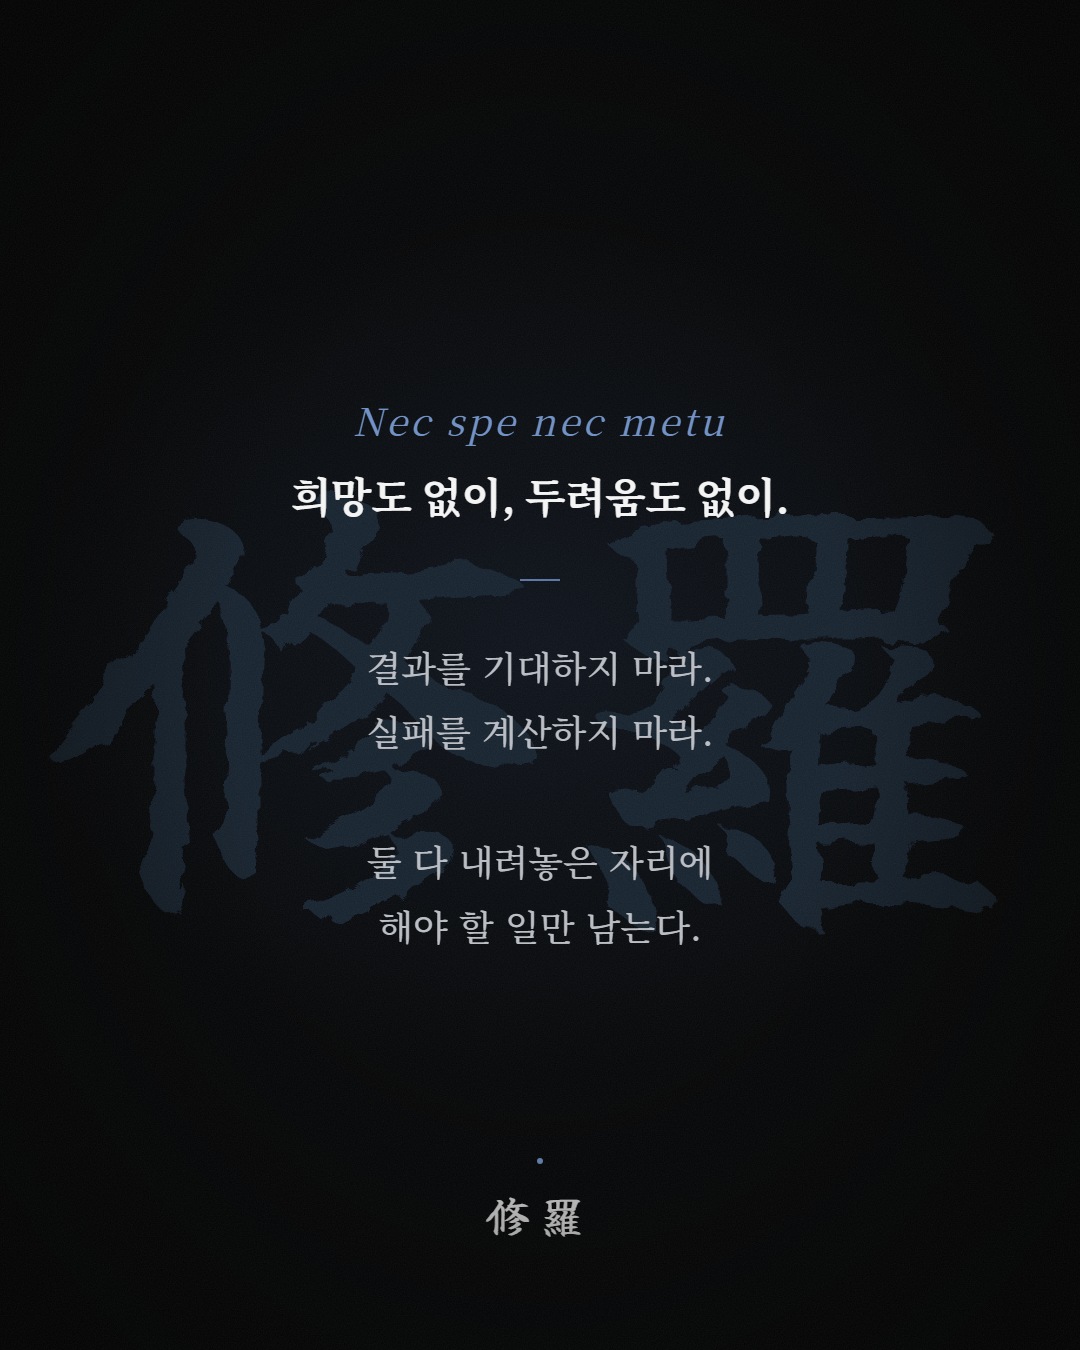 Nec spe nec metu
희망도 없이, 두려움도 없이.
修羅
결과를 기대하지 마라.
실패를 계산하지 마라.
둘 다 내려놓은 자리에
해야 할 일만 남는다.
修羅